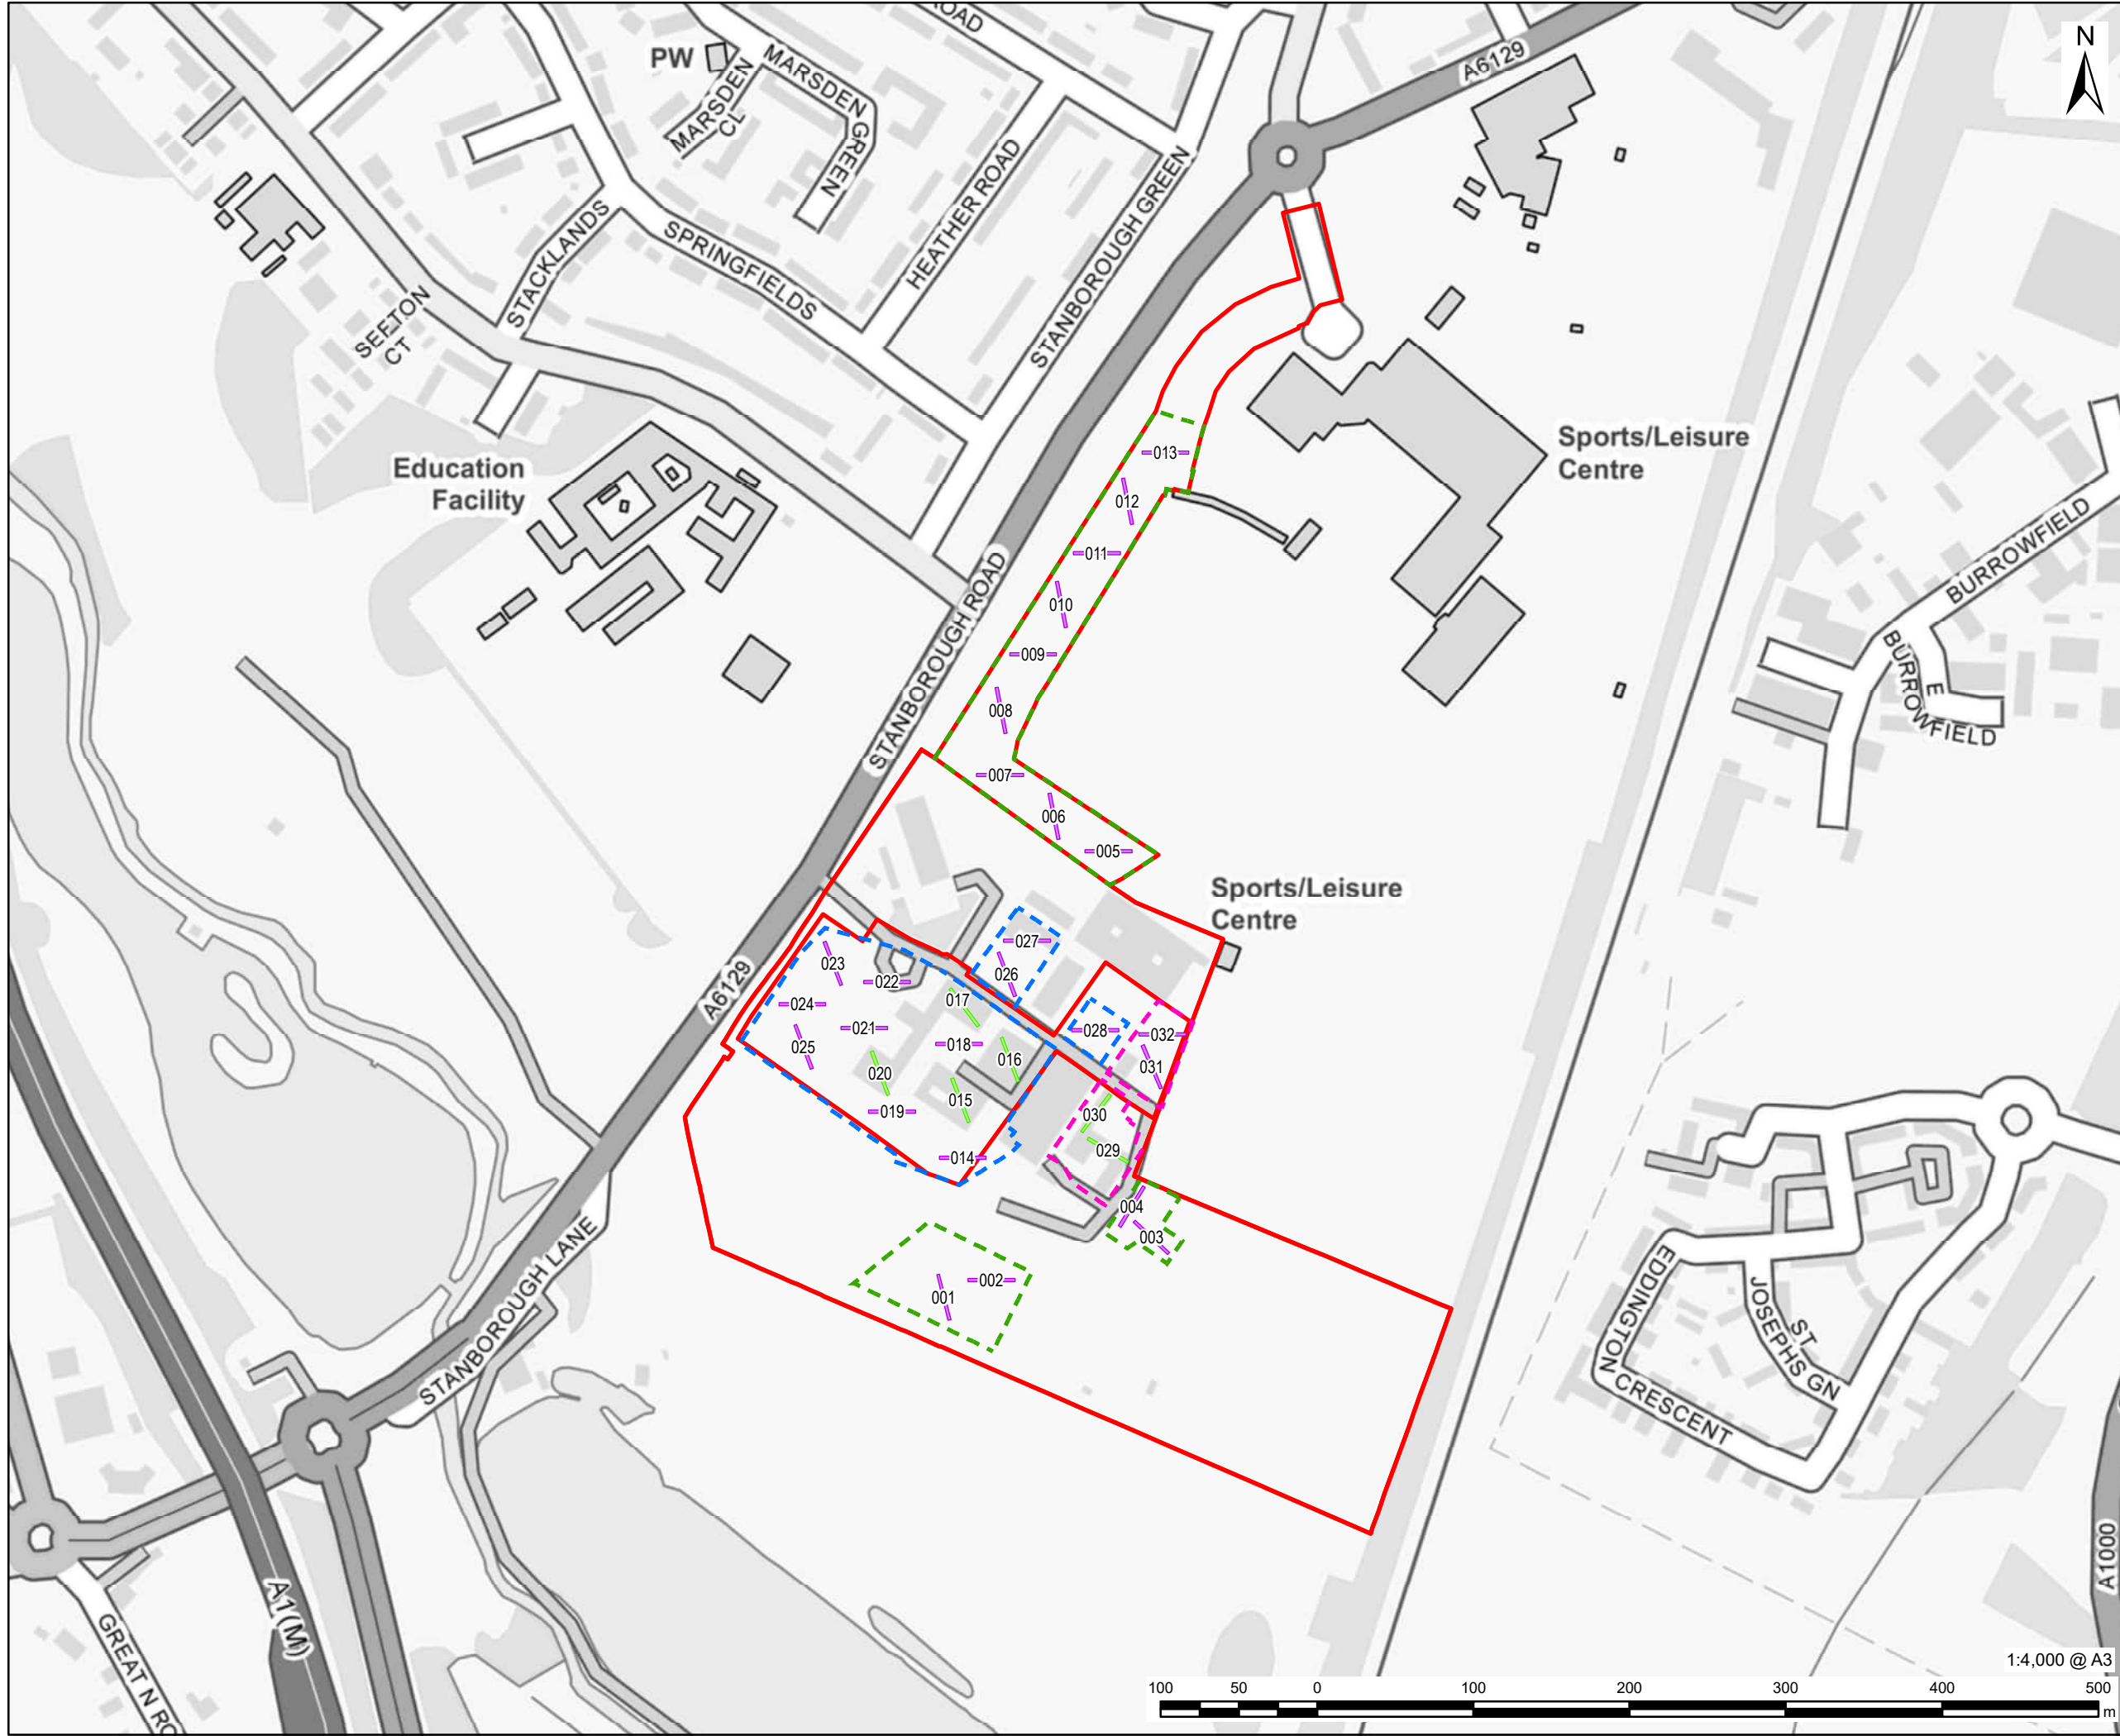 OAD
A6129
N
PW
MARSDEN
CL
MARSDEN
GREEN
HEATHER ROAD
STANBOROUGH GREEN
STACKLANDS
SPRINGFIELDS
SEFTON
CT
Education
Facility
Sports/Leisure
Centre
STANBOROUGH ROAD
BURROWFIELD
BURROWFIELD
E
013
012
011
010
009
008
007
006
005
Sports/Leisure
Centre
027
026
023
022
024
017
021
018
025
016
028
032
031
020
015
019
030
029
014
004
003
002
001
A6129
STANBOROUGH LANE
EDDINGTON
CRESCENT
ST
JOSEPHS GN
A1000
A1(M)
GREAT N RO
1:4,000 @ A3
100 50 0 100 200 300 400 500
m